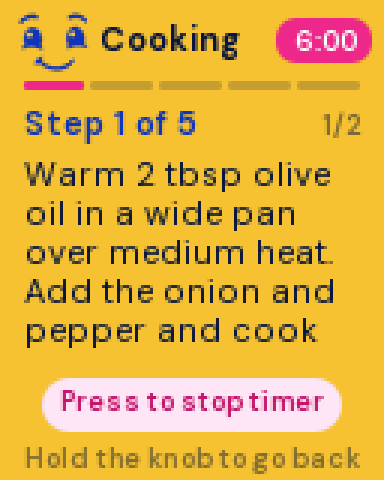 Cooking
6:00
Step 1 of 5
1/2
Warm 2 tbsp olive
oil in a wide pan
over medium heat.
Add the onion and
pepper and cook
Press to stop timer
Hold the knob to go back